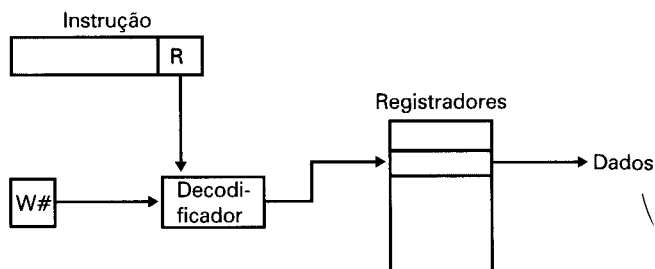 Instrução
R
Registradores
Dados
W#
Decodi-
ficador